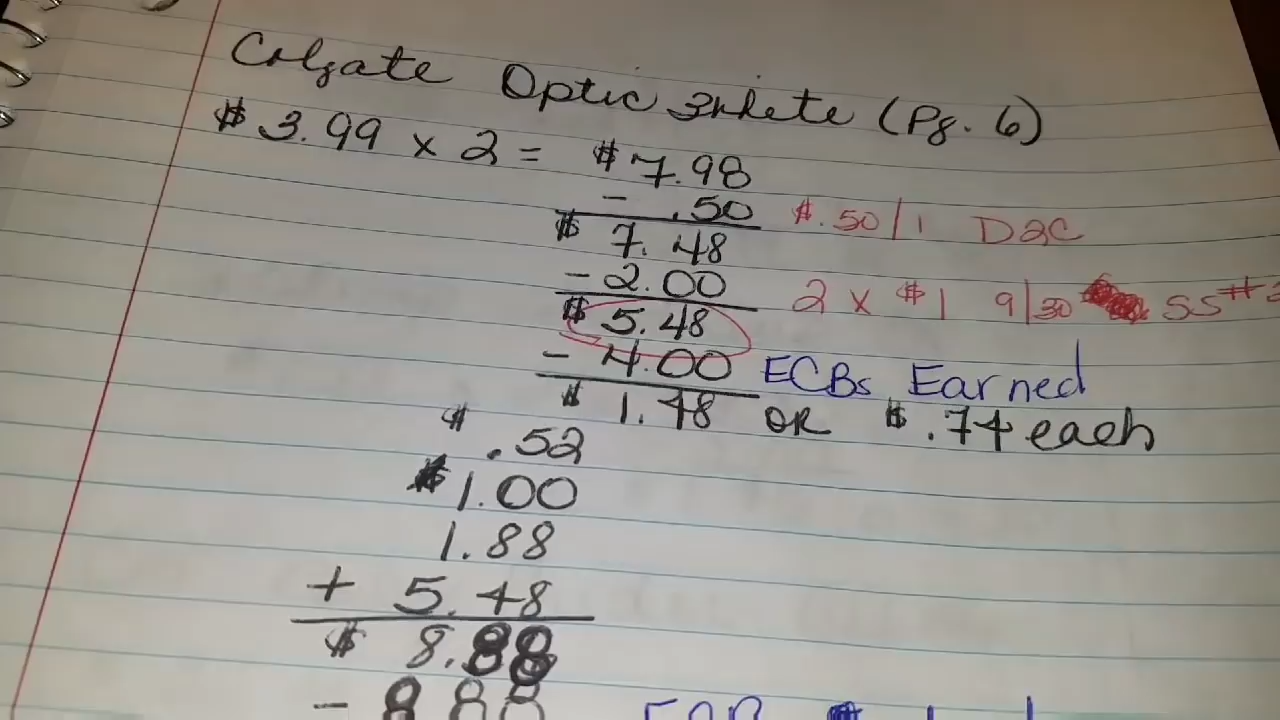 Colgate Optic White (Pg. 6)
$3.99 x 2 = $7.98
- .50 $.50/1 D2C
$ 7.48
- 2.00 2 x $1 9/30 SS#
$ 5.48
- 4.00 ECBs Earned
$ 1.48 OR $.74 each
$ .52
$1.00
1.88
+ 5.48
$ 8.88
- 8.88